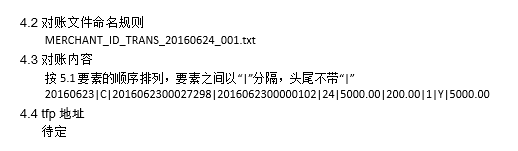 4.2 对账文件命名规则
MERCHANT_ID_TRANS_20160624_001.txt
4.3 对账内容
按 5.1 要素的顺序排列，要素之间以“|”分隔，头尾不带“|”
20160623|C|2016062300027298|2016062300000102|24|5000.00|200.00|1|Y|5000.00
4.4 tfp 地址
待定